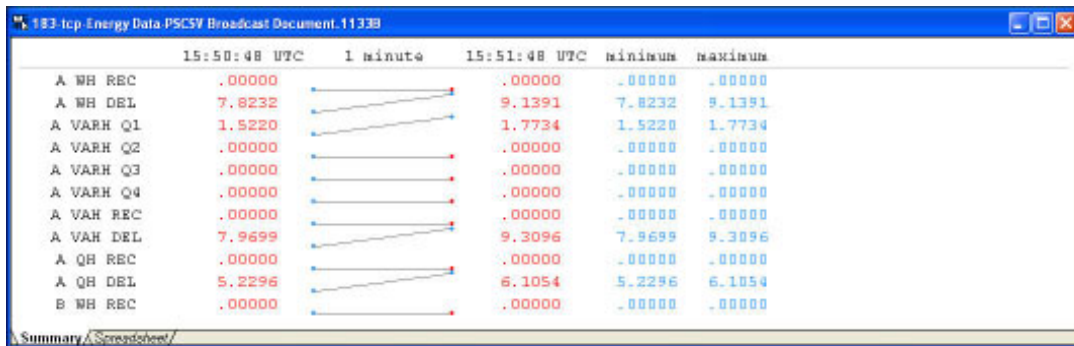 183-tcp-Energy Data-PSCSV Broadcast Document.11338
15:50:48 UTC 1 minute 15:51:48 UTC minimum maximum
A WH REC .00000 .00000 .00000 .00000
A WH DEL 7.8232 9.1391 7.8232 9.1391
A VARH Q1 1.5220 1.7734 1.5220 1.7734
A VARH Q2 .00000 .00000 .00000 .00000
A VARH Q3 .00000 .00000 .00000 .00000
A VARH Q4 .00000 .00000 .00000 .00000
A VAH REC .00000 .00000 .00000 .00000
A VAH DEL 7.9699 9.3096 7.9699 9.3096
A QH REC .00000 .00000 .00000 .00000
A QH DEL 5.2296 6.1054 5.2296 6.1054
B WH REC .00000 .00000 .00000 .00000
Summary Spreadsheet